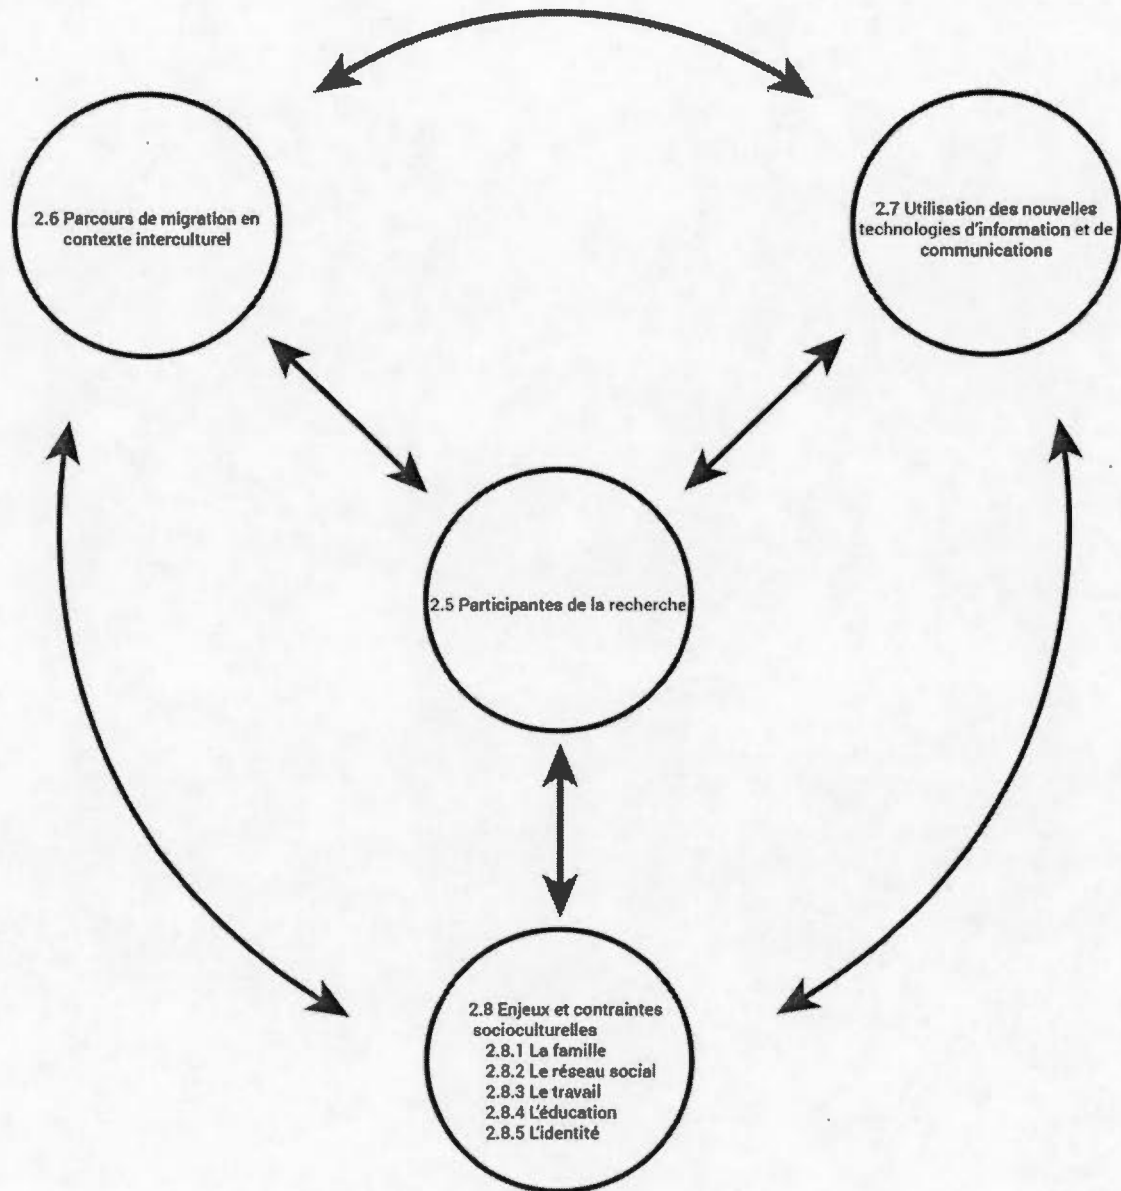 2.6 Parcours de migration en
contexte interculturel
2.7 Utilisation des nouvelles
technologies d'information et de
communications
2.5 Participantes de la recherche
2.8 Enjeux et contraintes
socioculturelles
2.8.1 La famille
2.8.2 Le réseau social
2.8.3 Le travail
2.8.4 L'éducation
2.8.5 L'identité